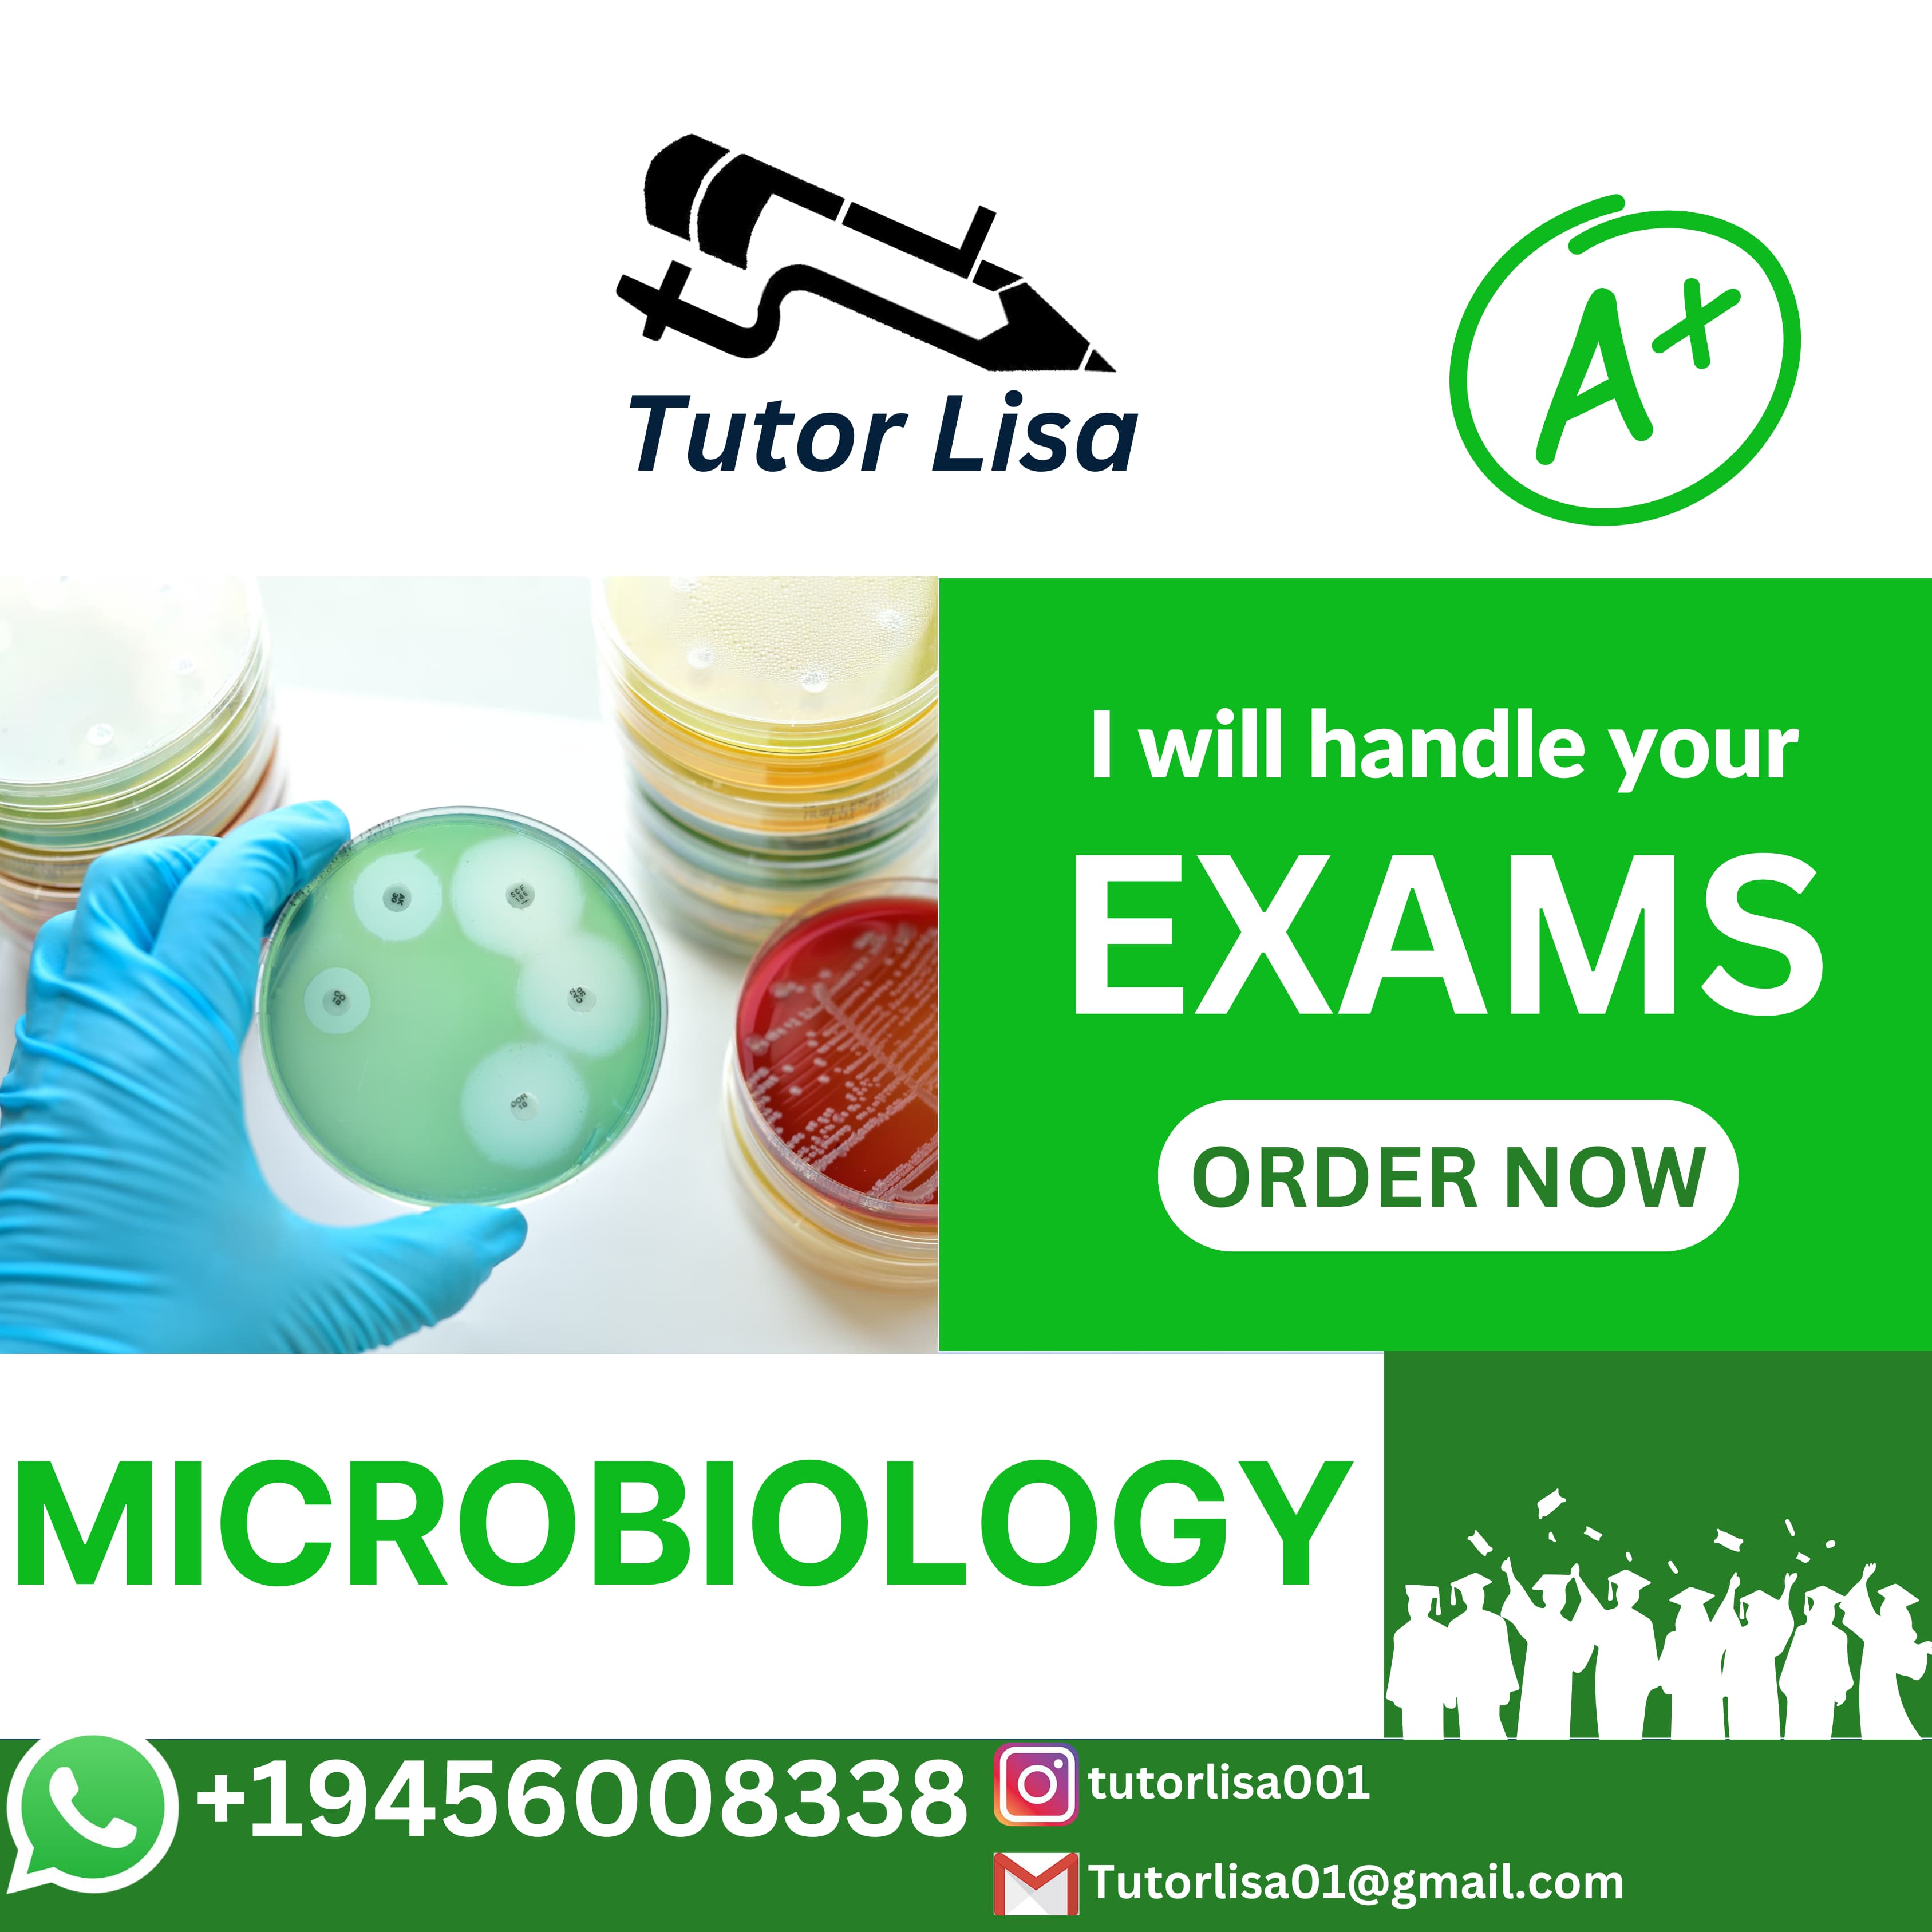 Tutor Lisa
A+
I will handle your
EXAMS
ORDER NOW
MICROBIOLOGY
+19456008338
tutorlisa001
Tutorlisa01@gmail.com